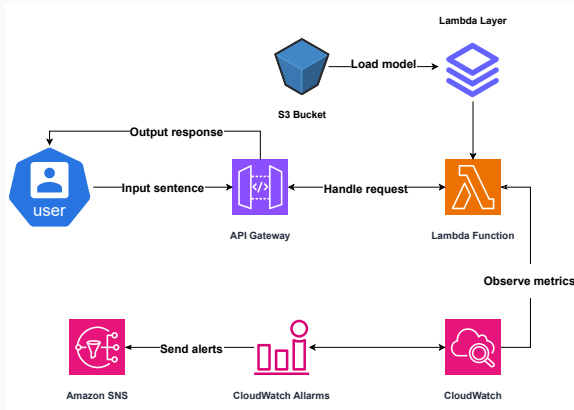 Lambda Layer
Load model
S3 Bucket
Output response
user
Input sentence
</>
Handle request
API Gateway
Lambda Function
Observe metrics
Send alerts
Amazon SNS
CloudWatch Allarms
CloudWatch